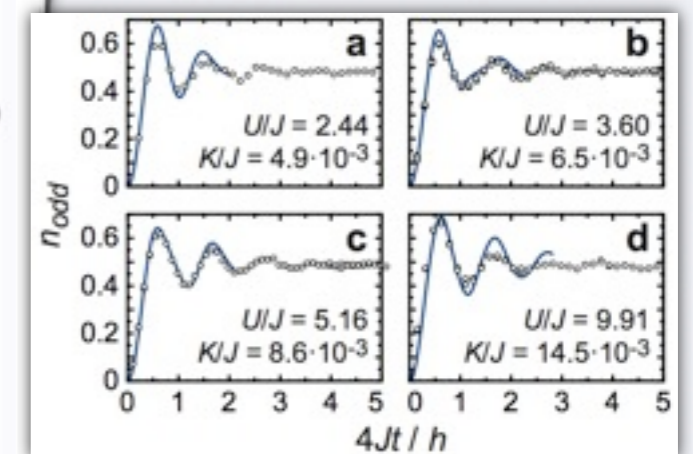 0.6 a b
0.4
U/J = 2.44 U/J = 3.60
0.2
K/J = 4.9·10-3 K/J = 6.5·10-3
0
nodd
0.6 c d
0.4
U/J = 5.16 U/J = 9.91
0.2
K/J = 8.6·10-3 K/J = 14.5·10-3
0
0 1 2 3 4 5 0 1 2 3 4 5
4Jt / h